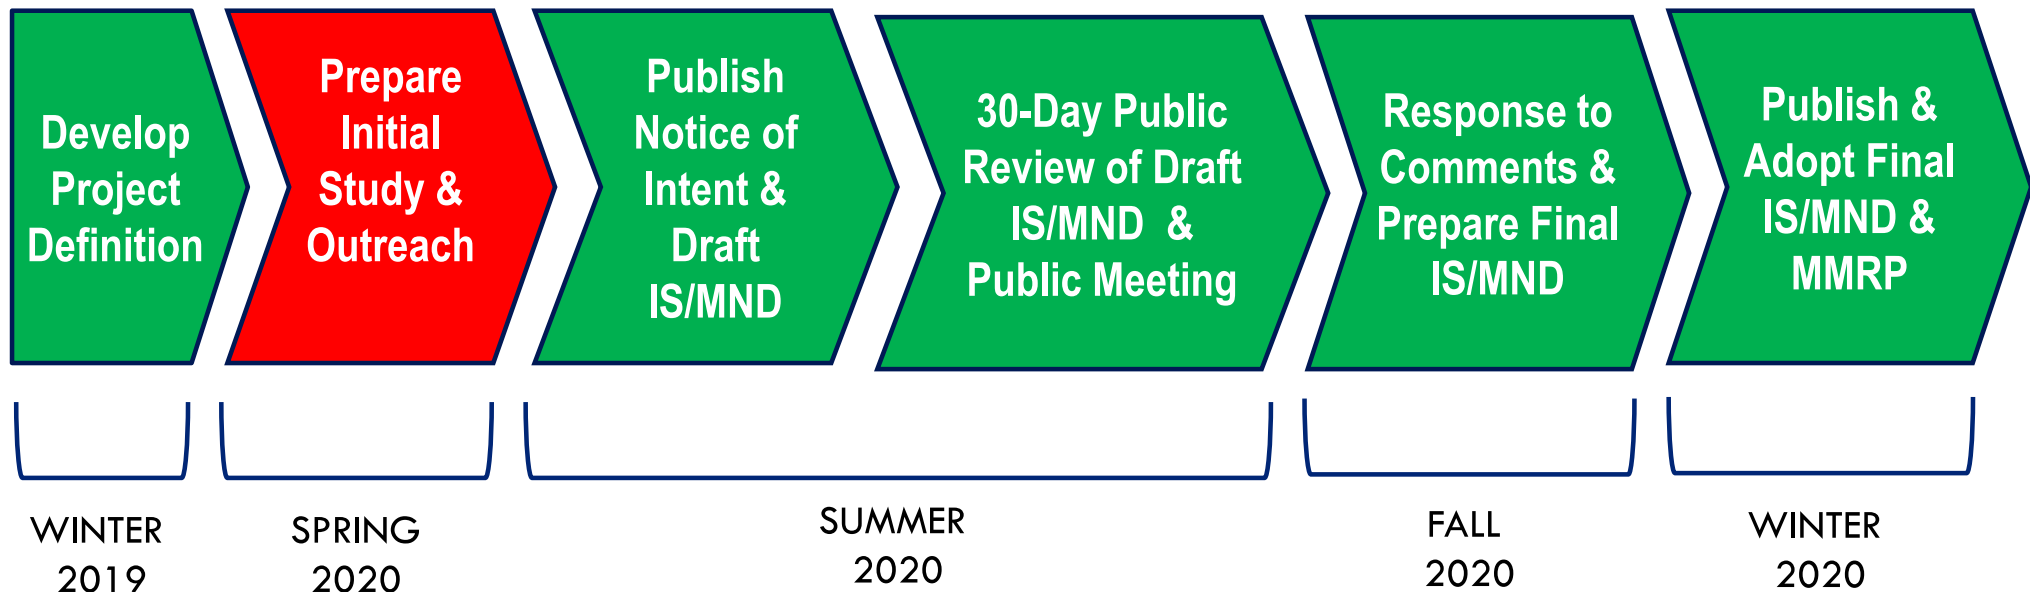 Develop
Project
Definition
Prepare
Initial
Study &
Outreach
Publish
Notice of
Intent &
Draft
IS/MND
30-Day Public
Review of Draft
IS/MND &
Public Meeting
Response to
Comments &
Prepare Final
IS/MND
Publish &
Adopt Final
IS/MND &
MMRP
WINTER
2019
SPRING
2020
SUMMER
2020
FALL
2020
WINTER
2020